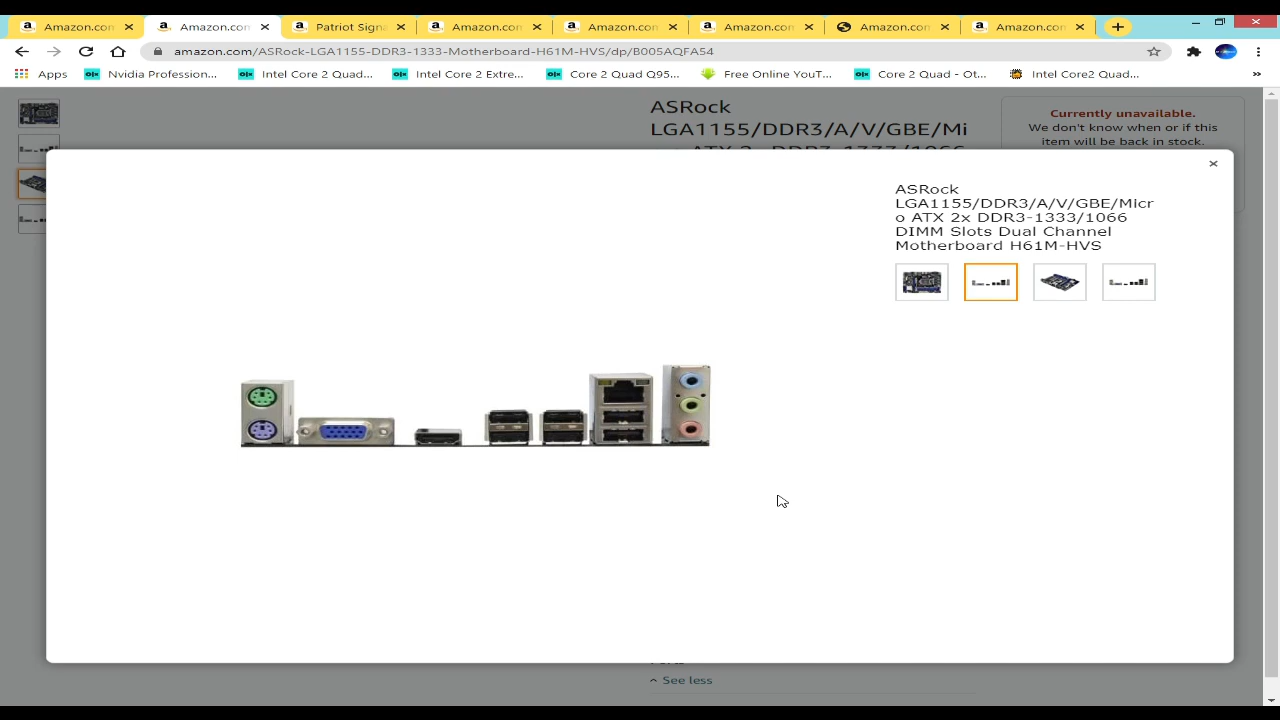 Amazon.com
Amazon.com
Patriot Signa
Amazon.com
Amazon.com
Amazon.com
Amazon.com
Amazon.com
amazon.com/ASRock-LGA1155-DDR3-1333-Motherboard-H61M-HVS/dp/B005AQFA54
Apps
Nvidia Profession...
Intel Core 2 Quad...
Intel Core 2 Extre...
Core 2 Quad Q95...
Free Online YouT...
Core 2 Quad - Ot...
Intel Core2 Quad...
ASRock
LGA1155/DDR3/A/V/GBE/Mi
Currently unavailable.
We don't know when or if this
item will be back in stock.
ASRock
LGA1155/DDR3/A/V/GBE/Micr
o ATX 2x DDR3-1333/1066
DIMM Slots Dual Channel
Motherboard H61M-HVS
See less